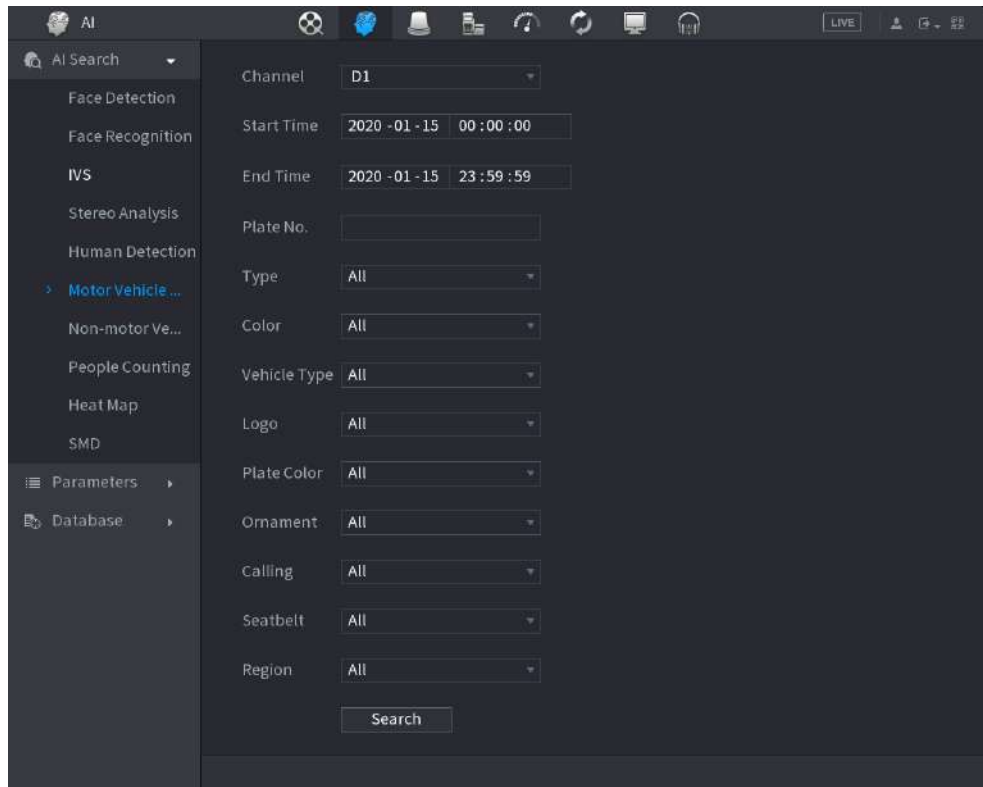 AI
LIVE
AI Search
Face Detection
Face Recognition
IVS
Stereo Analysis
Human Detection
Motor Vehicle ...
Non-motor Ve...
People Counting
Heat Map
SMD
Parameters
Database
Channel D1
Start Time 2020 -01 -15 00 :00 :00
End Time 2020 -01 -15 23 :59 :59
Plate No.
Type All
Color All
Vehicle Type All
Logo All
Plate Color All
Ornament All
Calling All
Seatbelt All
Region All
Search